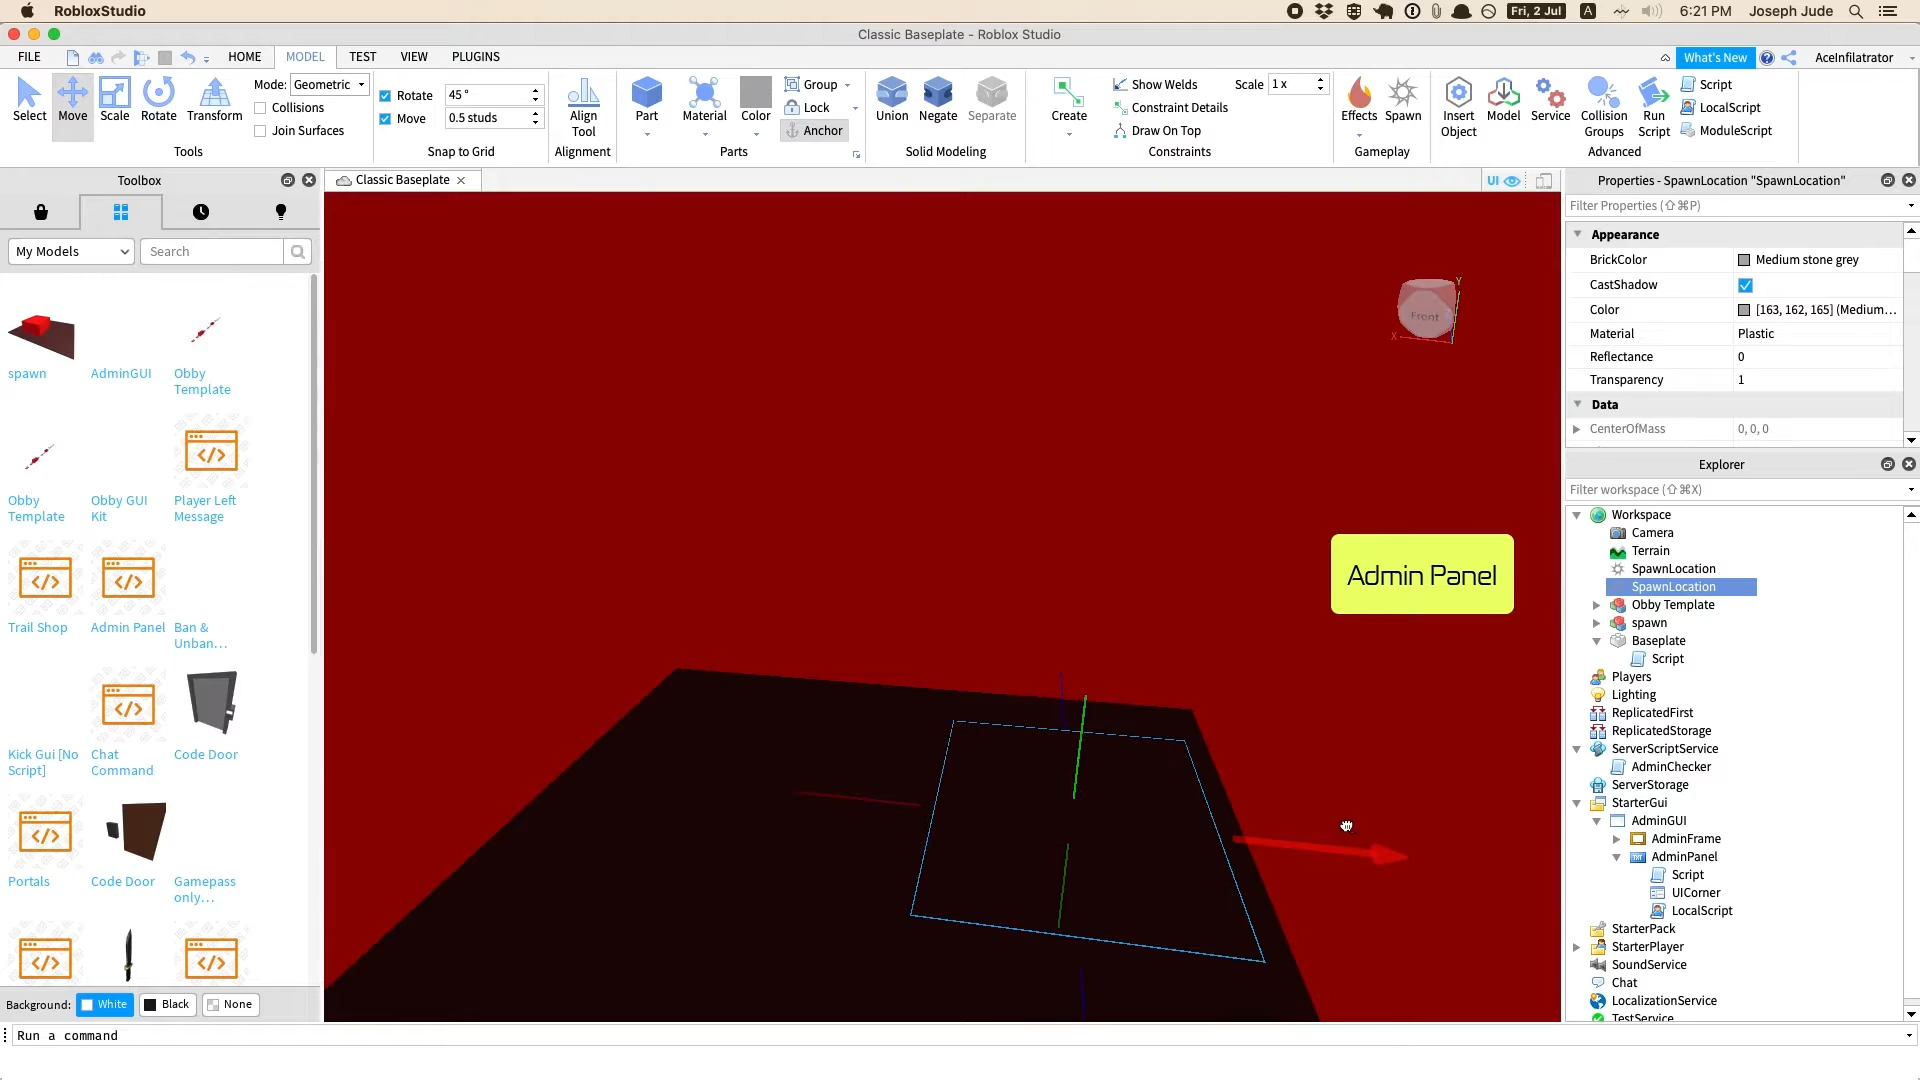 RobloxStudio
Fri, 2 Jul
A
6:21 PM
Joseph Jude
Classic Baseplate - Roblox Studio
FILE
HOME
MODEL
TEST
VIEW
PLUGINS
What's New
AceInfilatrator
Select
Move
Scale
Rotate
Transform
Mode: Geometric
Collisions
Join Surfaces
Tools
Rotate 45 °
Move 0.5 studs
Snap to Grid
Align
Tool
Alignment
Part
Material
Color
Group
Lock
Anchor
Parts
Union
Negate
Separate
Solid Modeling
Create
Show Welds
Constraint Details
Draw On Top
Scale 1 x
Constraints
Effects
Spawn
Gameplay
Insert
Object
Model
Service
Collision
Groups
Run
Script
Script
LocalScript
ModuleScript
Advanced
Toolbox
My Models
Search
spawn
AdminGUI
Obby
Template
Obby
Template
Obby GUI
Kit
Player Left
Message
Trail Shop
Admin Panel
Ban &
Unban...
Kick Gui [No
Script]
Chat
Command
Code Door
Portals
Code Door
Gamepass
only...
Background:
White
Black
None
Run a command
Classic Baseplate
UI
Front
X
Y
Admin Panel
Properties - SpawnLocation "SpawnLocation"
Filter Properties (⇧⌘P)
Appearance
BrickColor Medium stone grey
CastShadow
Color [163, 162, 165] (Medium...
Material Plastic
Reflectance 0
Transparency 1
Data
CenterOfMass 0, 0, 0
Explorer
Filter workspace (⇧⌘X)
Workspace
Camera
Terrain
SpawnLocation
SpawnLocation
Obby Template
spawn
Baseplate
Script
Players
Lighting
ReplicatedFirst
ReplicatedStorage
ServerScriptService
AdminChecker
ServerStorage
StarterGui
AdminGUI
AdminFrame
AdminPanel
Script
UICorner
LocalScript
StarterPack
StarterPlayer
SoundService
Chat
LocalizationService
TestService